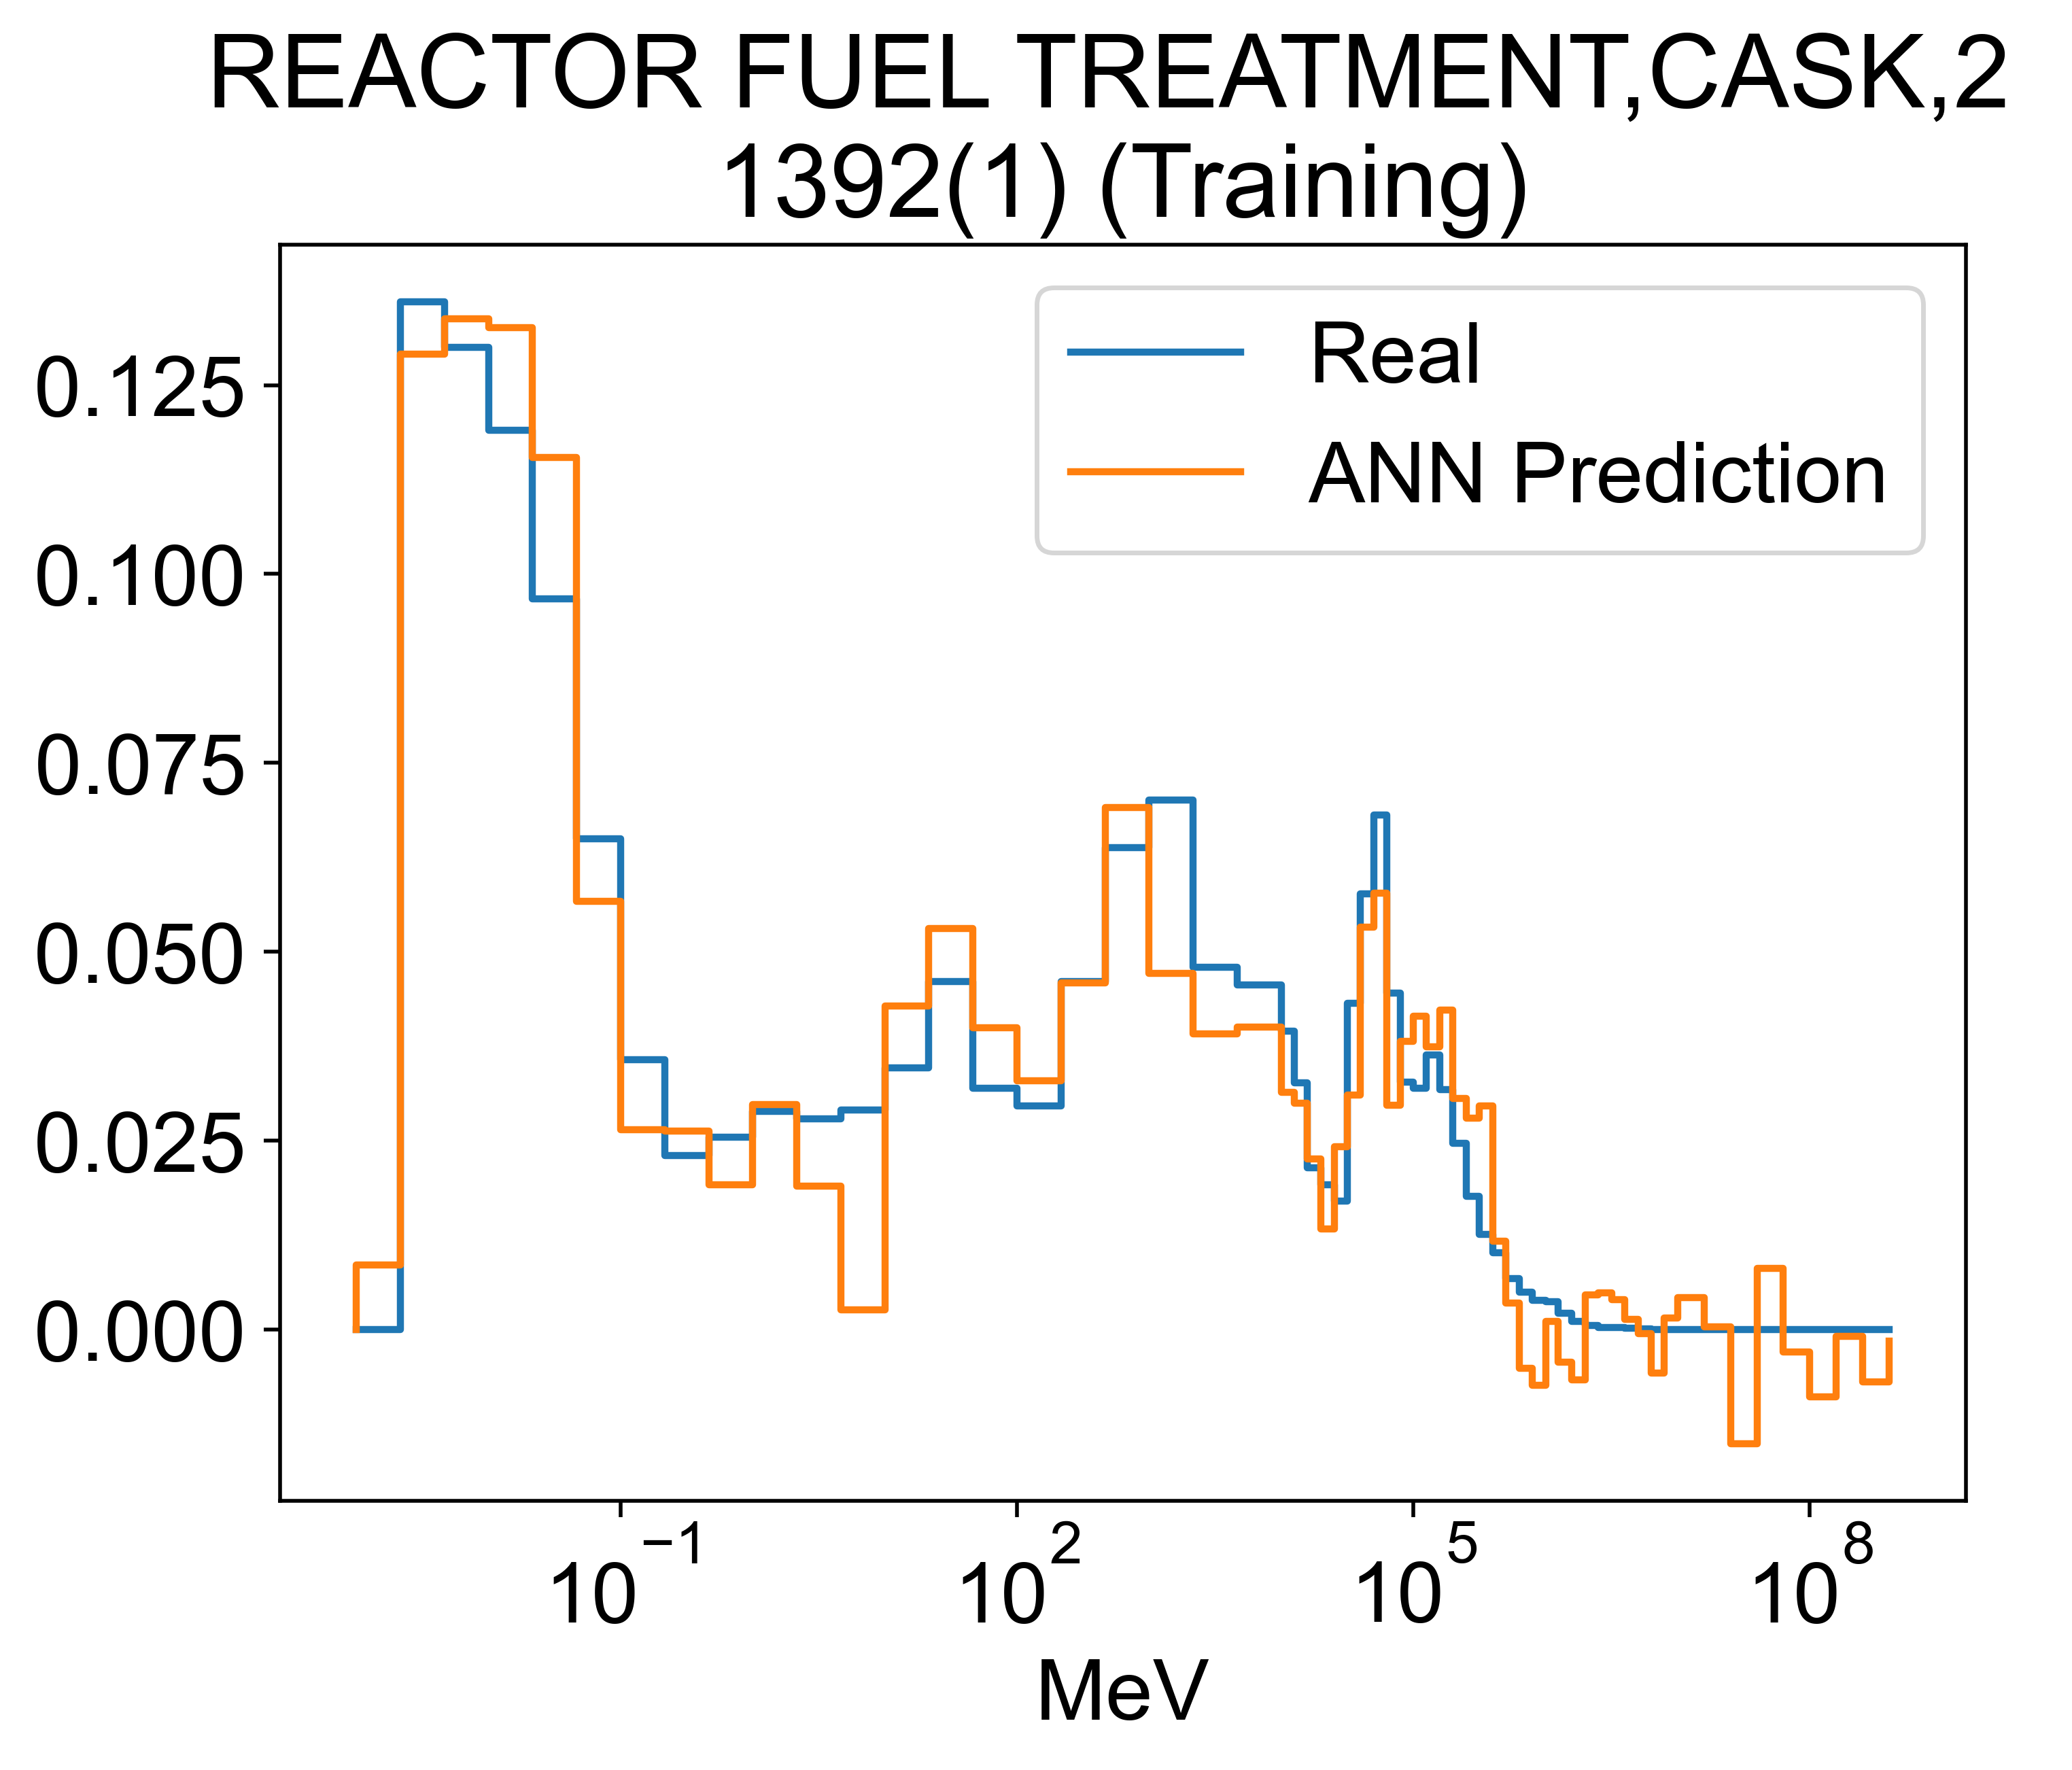 REACTOR FUEL TREATMENT,CASK,2
1392(1) (Training)
Real
ANN Prediction
0.125
0.100
0.075
0.050
0.025
0.000
10⁻¹ 10² 10⁵ 10⁸
MeV